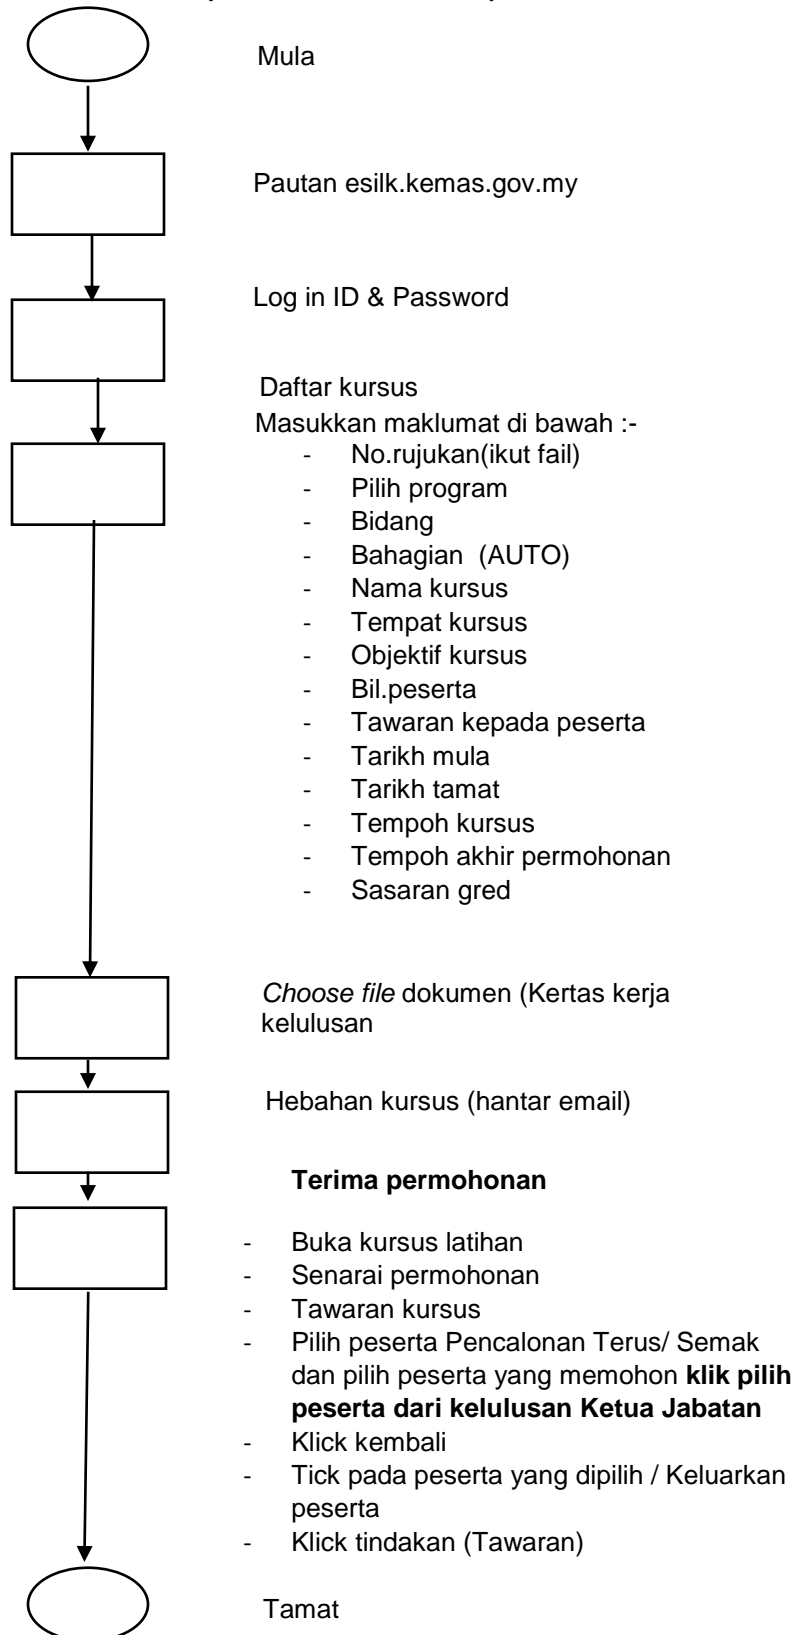 Mula
Pautan esilk.kemas.gov.my
Log in ID & Password
Daftar kursus
Masukkan maklumat di bawah :-
- No.rujukan(ikut fail)
- Pilih program
- Bidang
- Bahagian (AUTO)
- Nama kursus
- Tempat kursus
- Objektif kursus
- Bil.peserta
- Tawaran kepada peserta
- Tarikh mula
- Tarikh tamat
- Tempoh kursus
- Tempoh akhir permohonan
- Sasaran gred
Choose file dokumen (Kertas kerja
kelulusan
Hebahan kursus (hantar email)
Terima permohonan
- Buka kursus latihan
- Senarai permohonan
- Tawaran kursus
- Pilih peserta Pencalonan Terus/ Semak
dan pilih peserta yang memohon klik pilih
peserta dari kelulusan Ketua Jabatan
- Klick kembali
- Tick pada peserta yang dipilih / Keluarkan
peserta
- Klick tindakan (Tawaran)
Tamat